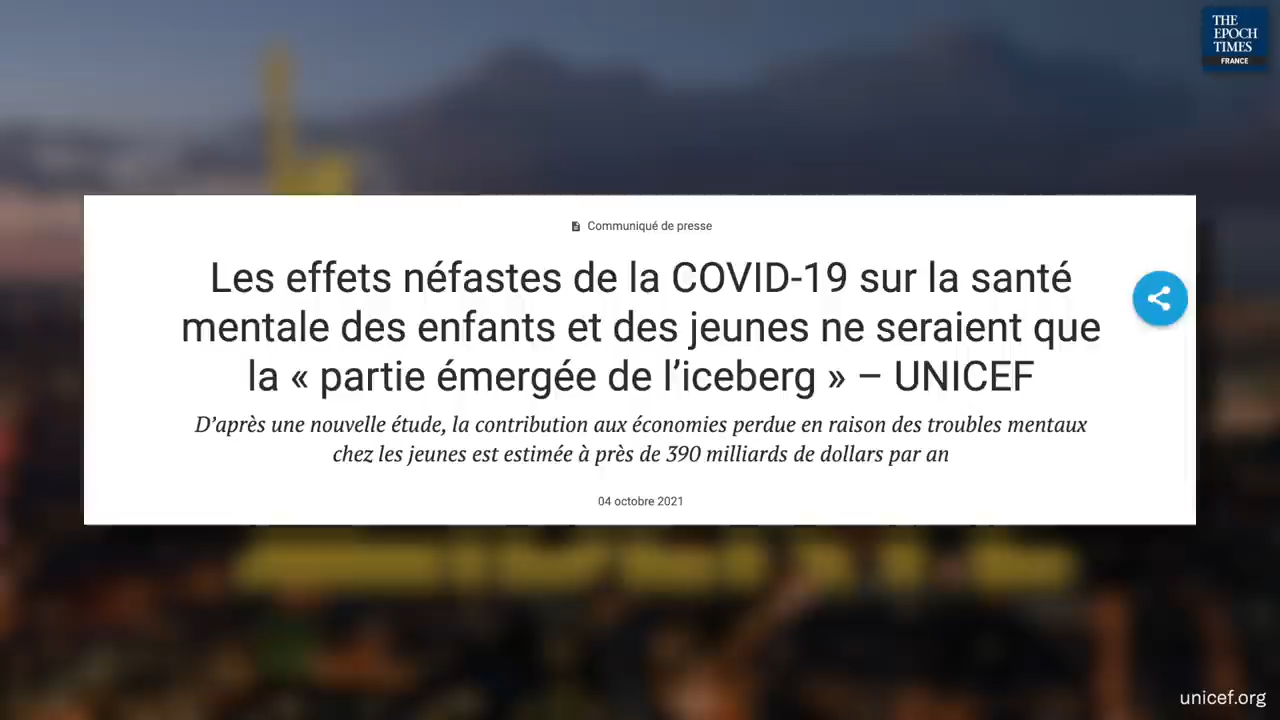 THE
EPOCH
TIMES
FRANCE
Communiqué de presse
Les effets néfastes de la COVID-19 sur la santé
mentale des enfants et des jeunes ne seraient que
la « partie émergée de l’iceberg » – UNICEF
D’après une nouvelle étude, la contribution aux économies perdue en raison des troubles mentaux
chez les jeunes est estimée à près de 390 milliards de dollars par an
04 octobre 2021
unicef.org